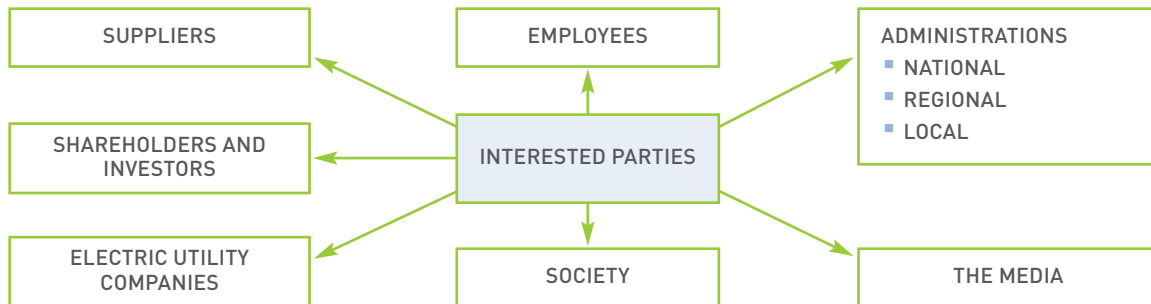 SUPPLIERS
EMPLOYEES
ADMINISTRATIONS
NATIONAL
REGIONAL
LOCAL
SHAREHOLDERS AND
INVESTORS
INTERESTED PARTIES
ELECTRIC UTILITY
COMPANIES
SOCIETY
THE MEDIA